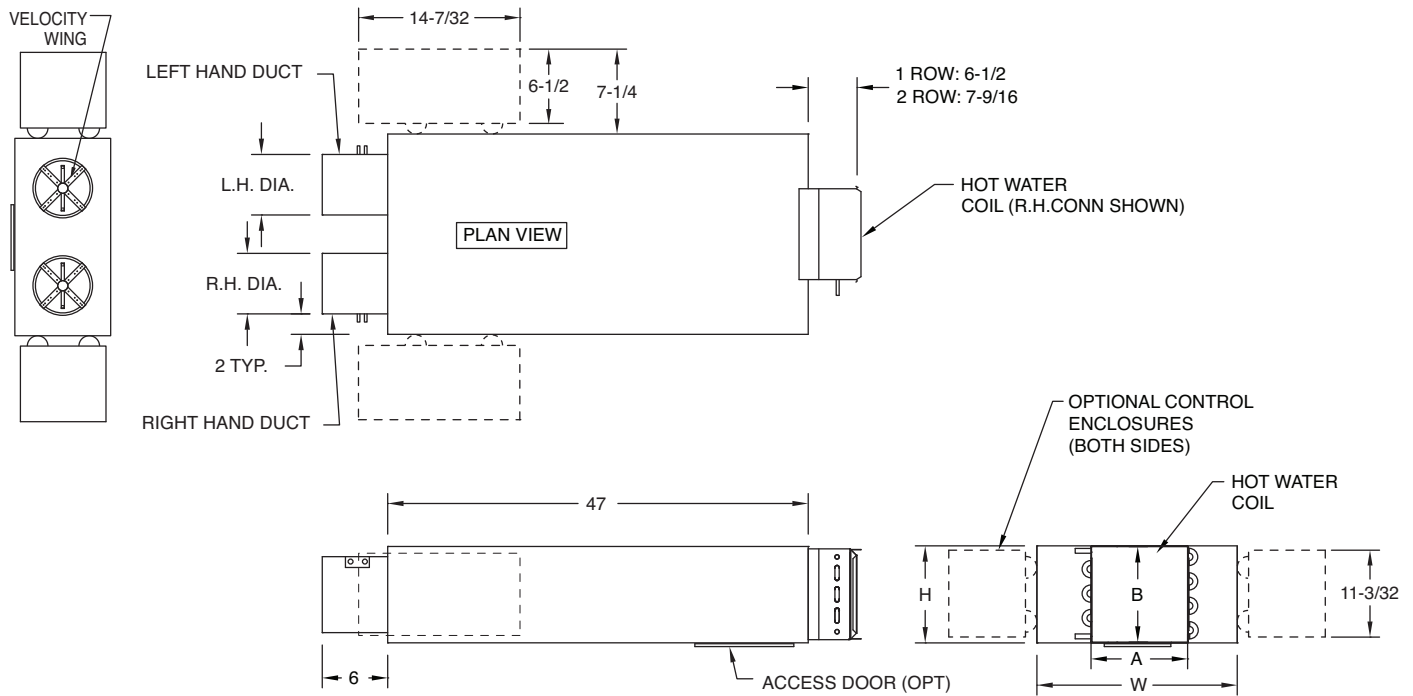 VELOCITY
WING
14-7/32
LEFT HAND DUCT
6-1/2
7-1/4
1 ROW: 6-1/2
2 ROW: 7-9/16
L.H. DIA.
HOT WATER
COIL (R.H.CONN SHOWN)
PLAN VIEW
R.H. DIA.
2 TYP.
RIGHT HAND DUCT
OPTIONAL CONTROL
ENCLOSURES
(BOTH SIDES)
HOT WATER
COIL
47
H
B
11-3/32
A
W
6
ACCESS DOOR (OPT)